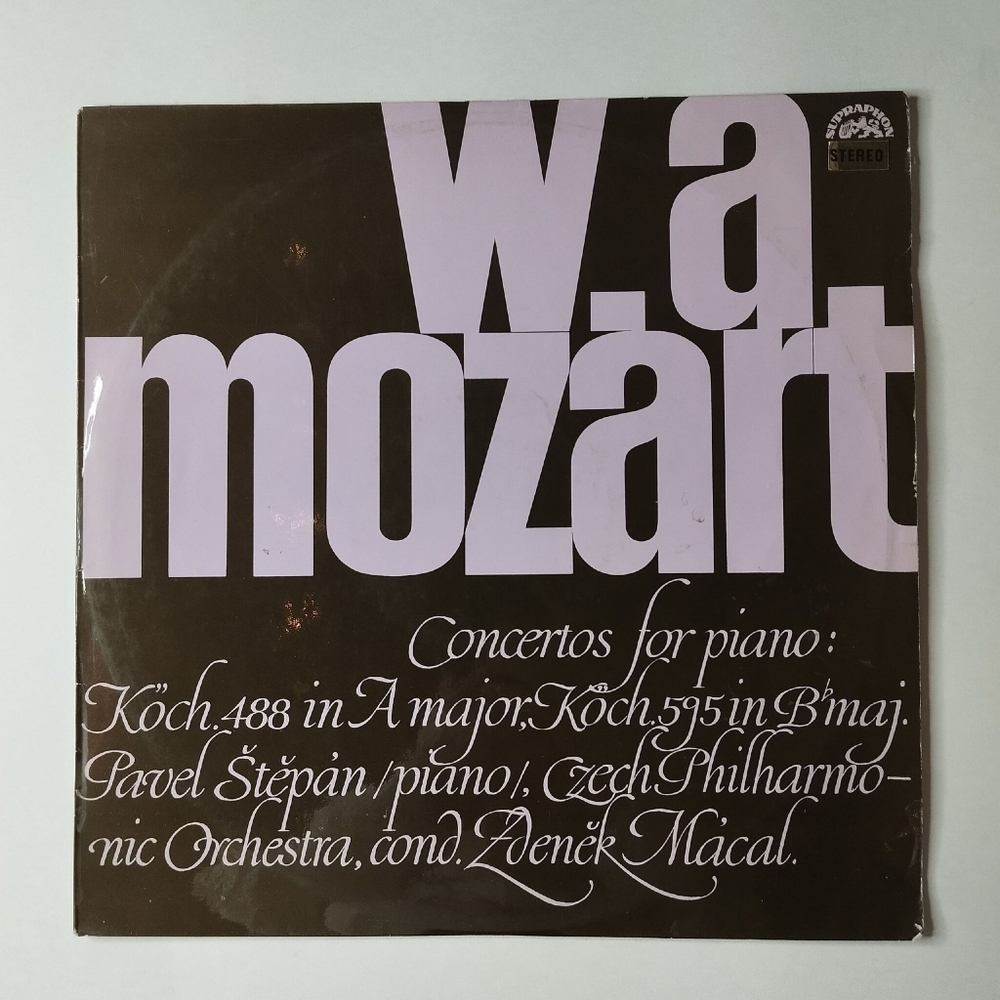 w.a.
SUPRAPHON
STEREO
mozart
Concertos for piano:
Köch.488 in A major, Köch.595 in B♭maj.
Pavel Štěpán /piano/, Czech Philharmo-
nic Orchestra, cond. Zdeněk Mácal.